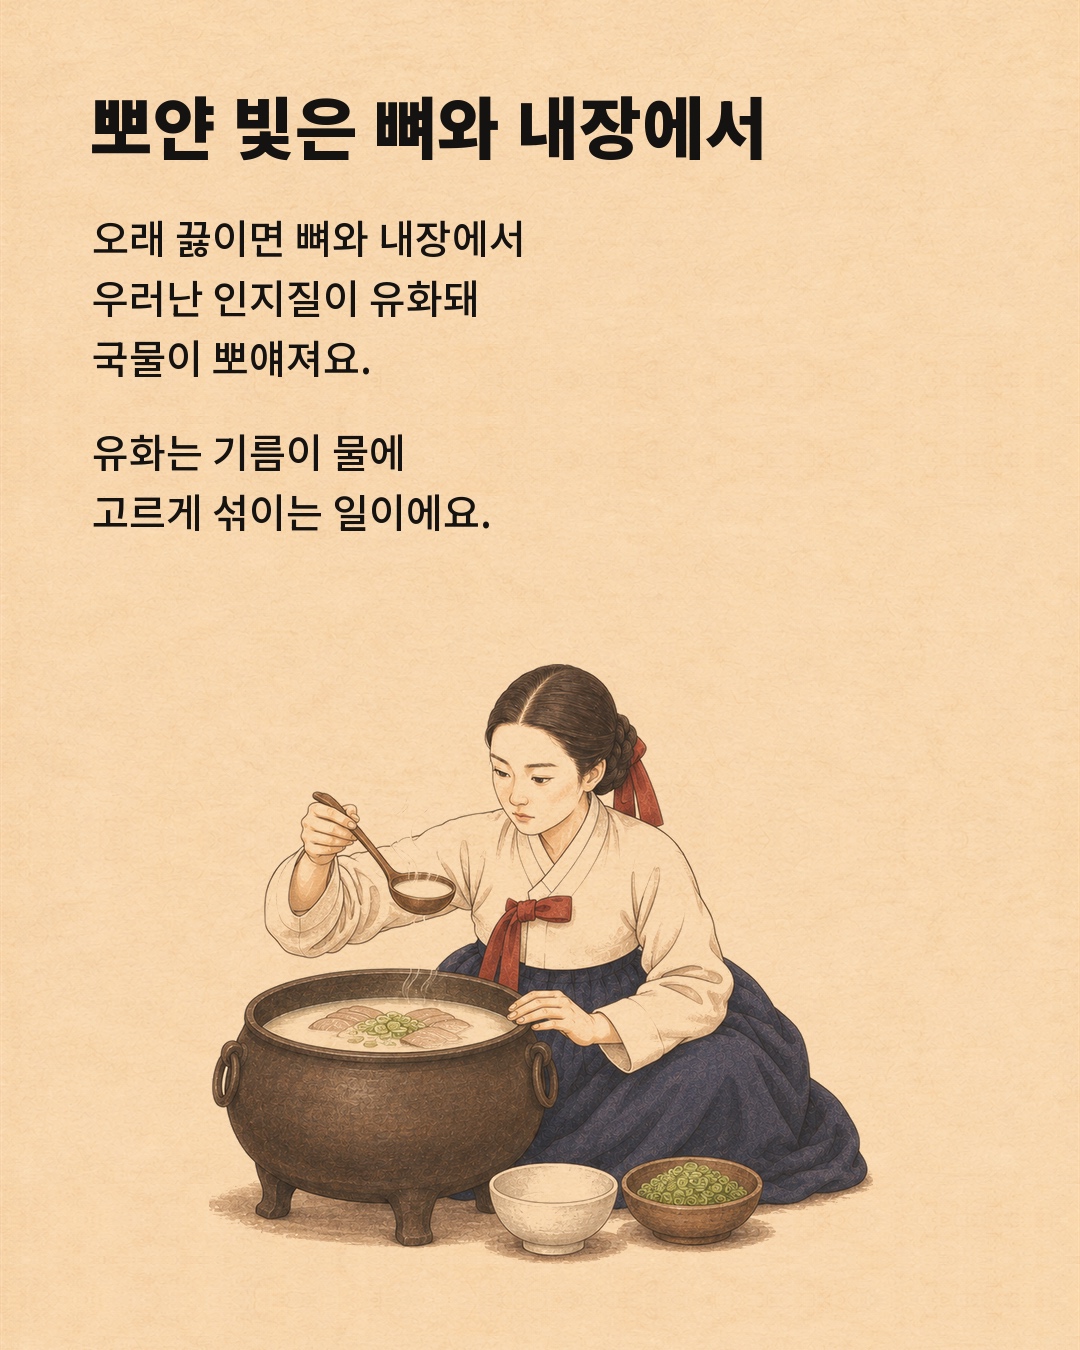 뽀얀 빛은 뼈와 내장에서
오래 끓이면 뼈와 내장에서
우러난 인지질이 유화돼
국물이 뽀얘져요.
유화는 기름이 물에
고르게 섞이는 일이에요.